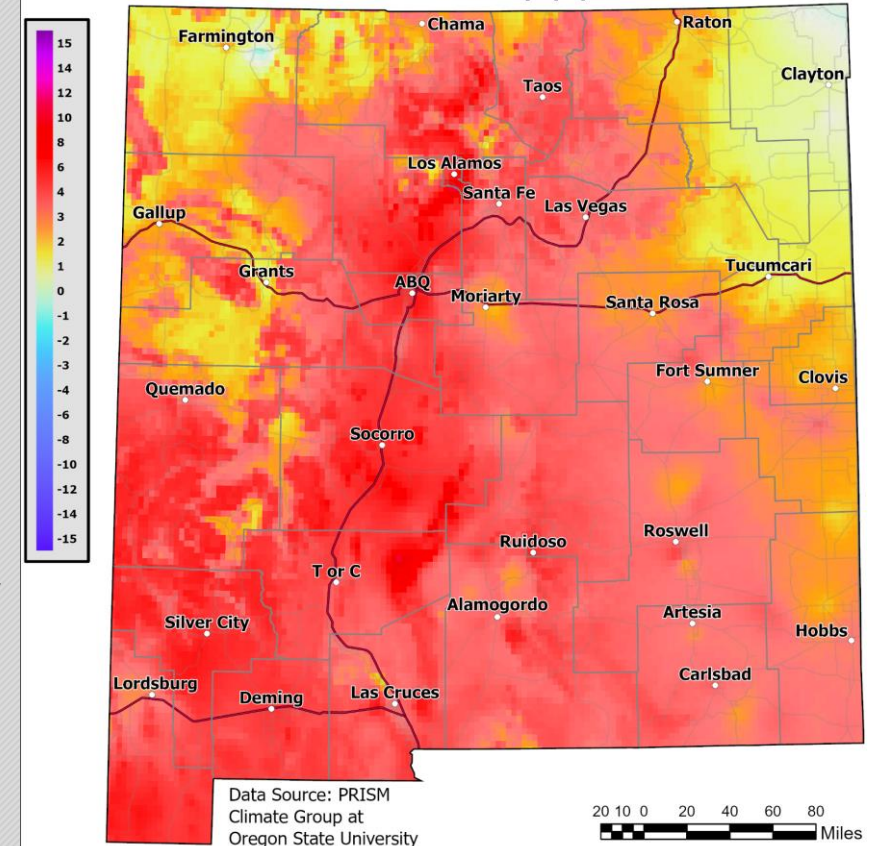 15
14
12
10
8
6
4
3
2
1
0
-1
-2
-3
-4
-6
-8
-10
-12
14
-15
Farmington
Chama
Raton
Taos
Clayton
Los Alamos
Santa Fe
Las Vegas
Gallup
Grants
ABQ
Moriarty
Santa Rosa
Tucumcari
Quemado
Fort Sumner
Clovis
Socorro
Ruidoso
Roswell
T or C
Alamogordo
Artesia
Silver City
Hobbs
Lordsburg
Deming
Las Cruces
Carlsbad
Data Source: PRISM
Climate Group at
Oregon State University
20 10 0 20 40 60 80
Miles